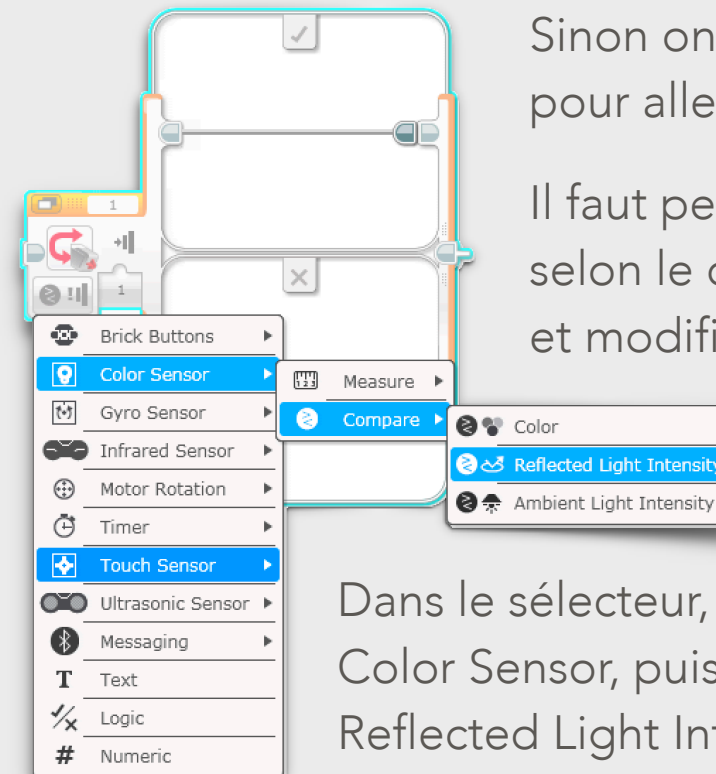 Sinon on
pour alle
Il faut pe
selon le
et modifi
1
1
Brick Buttons
Color Sensor
Gyro Sensor
Infrared Sensor
Motor Rotation
Timer
Touch Sensor
Ultrasonic Sensor
Messaging
Text
Logic
Numeric
Measure
Compare
Color
Reflected Light Intensity
Ambient Light Intensity
Dans le sélecteur,
Color Sensor, puis
Reflected Light Int